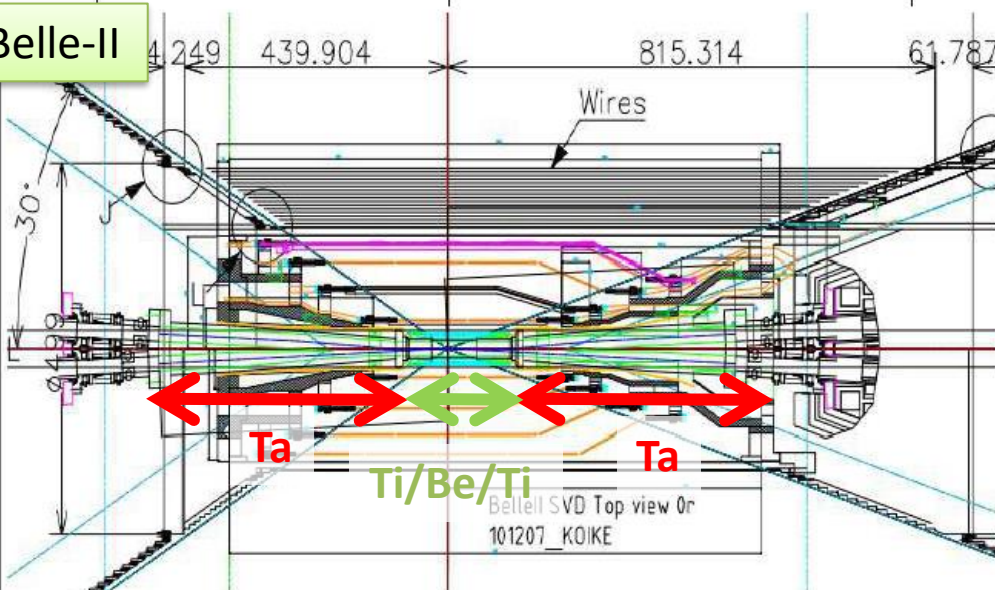 Belle-II
4.249 439.904 815.314 61.787
Wires
30°
J
Ta
Ta
Ti/Be/Ti
BelleII SVD Top view 0r
101207_KOIKE